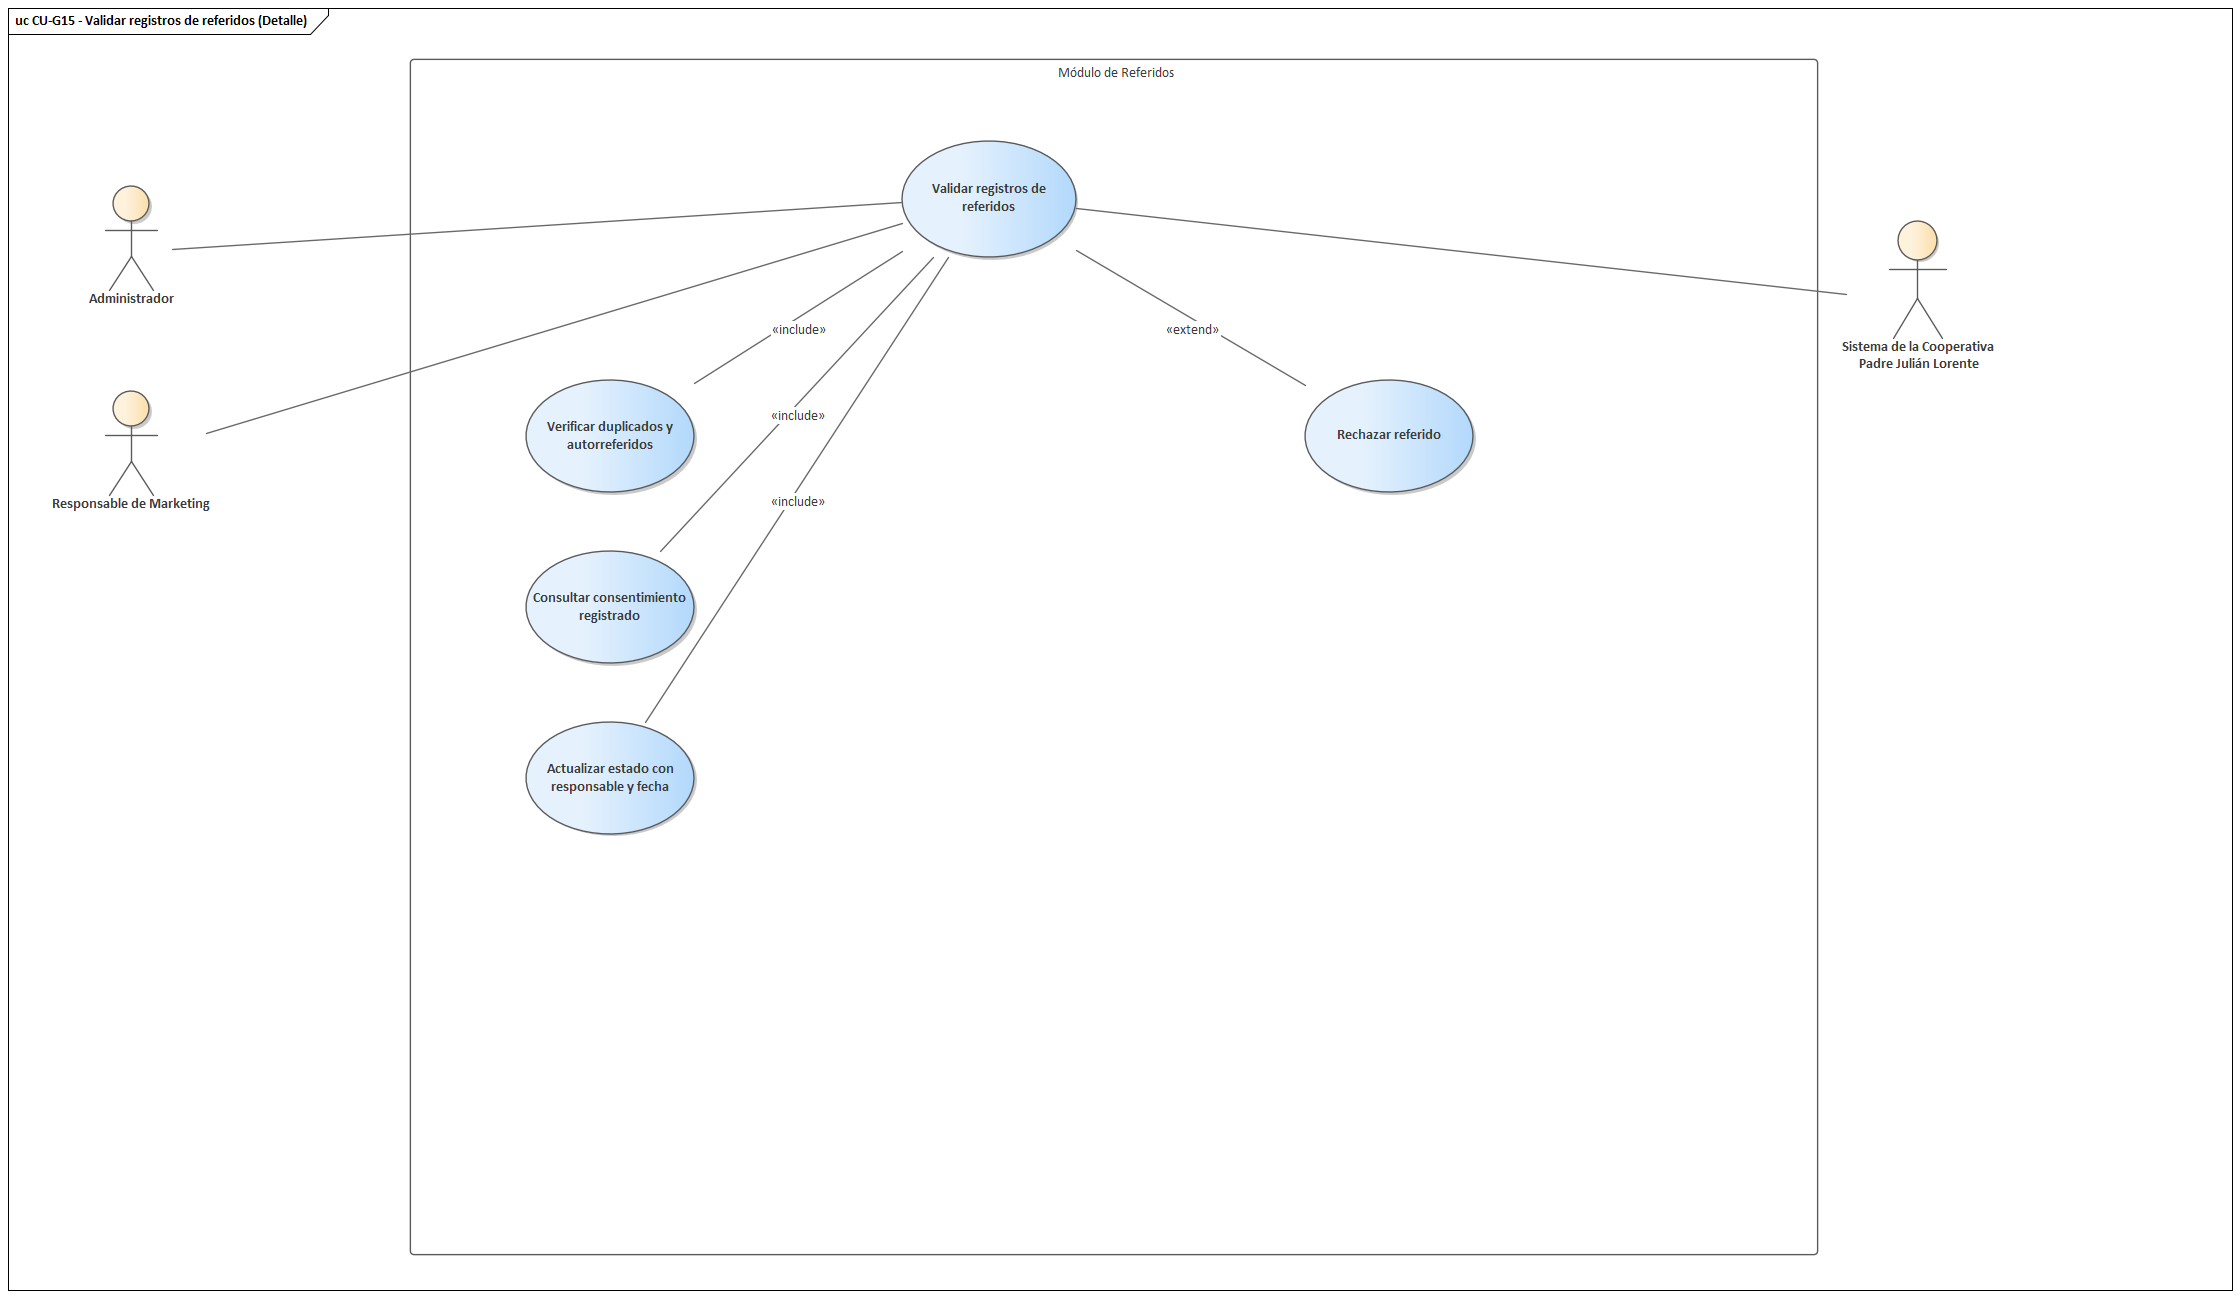 uc CU-G15 - Validar registros de referidos (Detalle)
Módulo de Referidos
Validar registros de
referidos
Administrador
Sistema de la Cooperativa
Padre Julián Lorente
«include»
«extend»
«include»
Verificar duplicados y
autorreferidos
Rechazar referido
«include»
Responsable de Marketing
Consultar consentimiento
registrado
Actualizar estado con
responsable y fecha